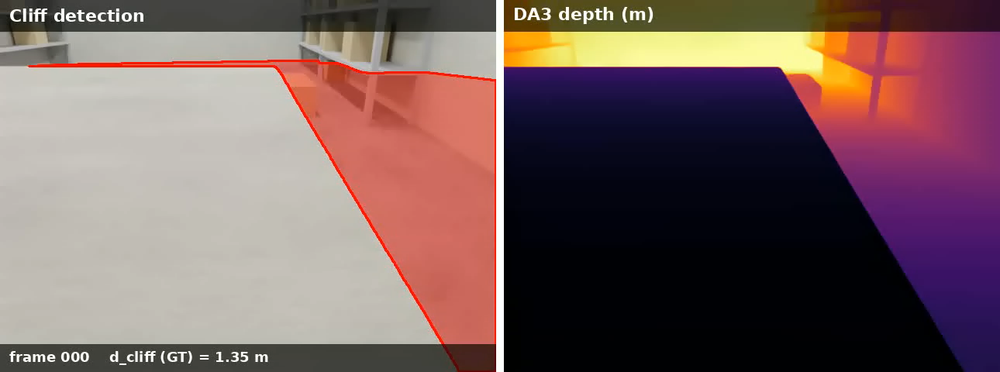 Cliff detection
DA3 depth (m)
frame 000 d_cliff (GT) = 1.35 m